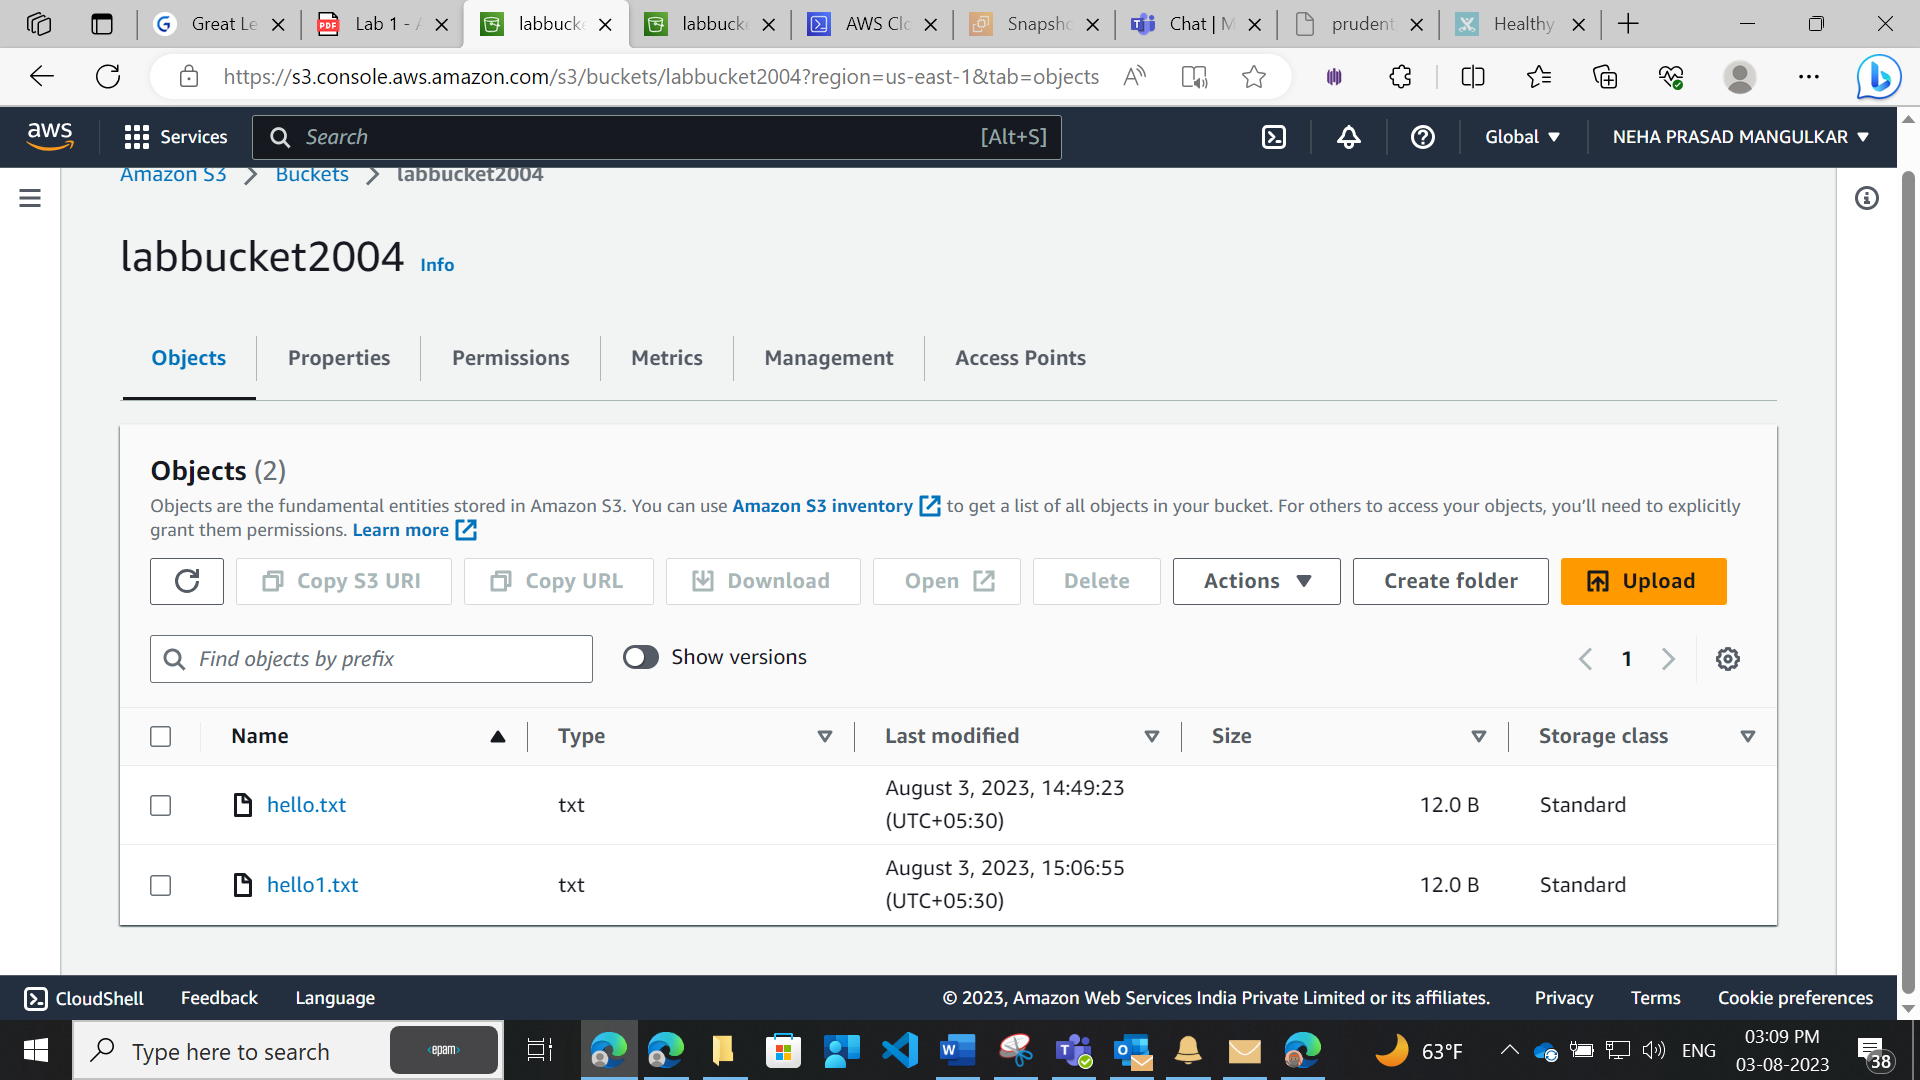 Great Le
Lab 1 - A
labbucke
labbucke
AWS Clo
Snapsho
Chat | M
prudent
Healthy
https://s3.console.aws.amazon.com/s3/buckets/labbucket2004?region=us-east-1&tab=objects
aws
Services
Search
[Alt+S]
Global
NEHA PRASAD MANGULKAR
Amazon S3
Buckets
labbucket2004
labbucket2004 Info
Objects
Properties
Permissions
Metrics
Management
Access Points
Objects (2)
Objects are the fundamental entities stored in Amazon S3. You can use Amazon S3 inventory to get a list of all objects in your bucket. For others to access your objects, you’ll need to explicitly
grant them permissions. Learn more
Copy S3 URI
Copy URL
Download
Open
Delete
Actions
Create folder
Upload
Find objects by prefix
Show versions
1
Name
Type
Last modified
Size
Storage class
hello.txt
txt
August 3, 2023, 14:49:23
(UTC+05:30)
12.0 B
Standard
hello1.txt
txt
August 3, 2023, 15:06:55
(UTC+05:30)
12.0 B
Standard
CloudShell
Feedback
Language
© 2023, Amazon Web Services India Private Limited or its affiliates.
Privacy
Terms
Cookie preferences
Type here to search
<epam>
63°F
ENG
03:09 PM
03-08-2023
38